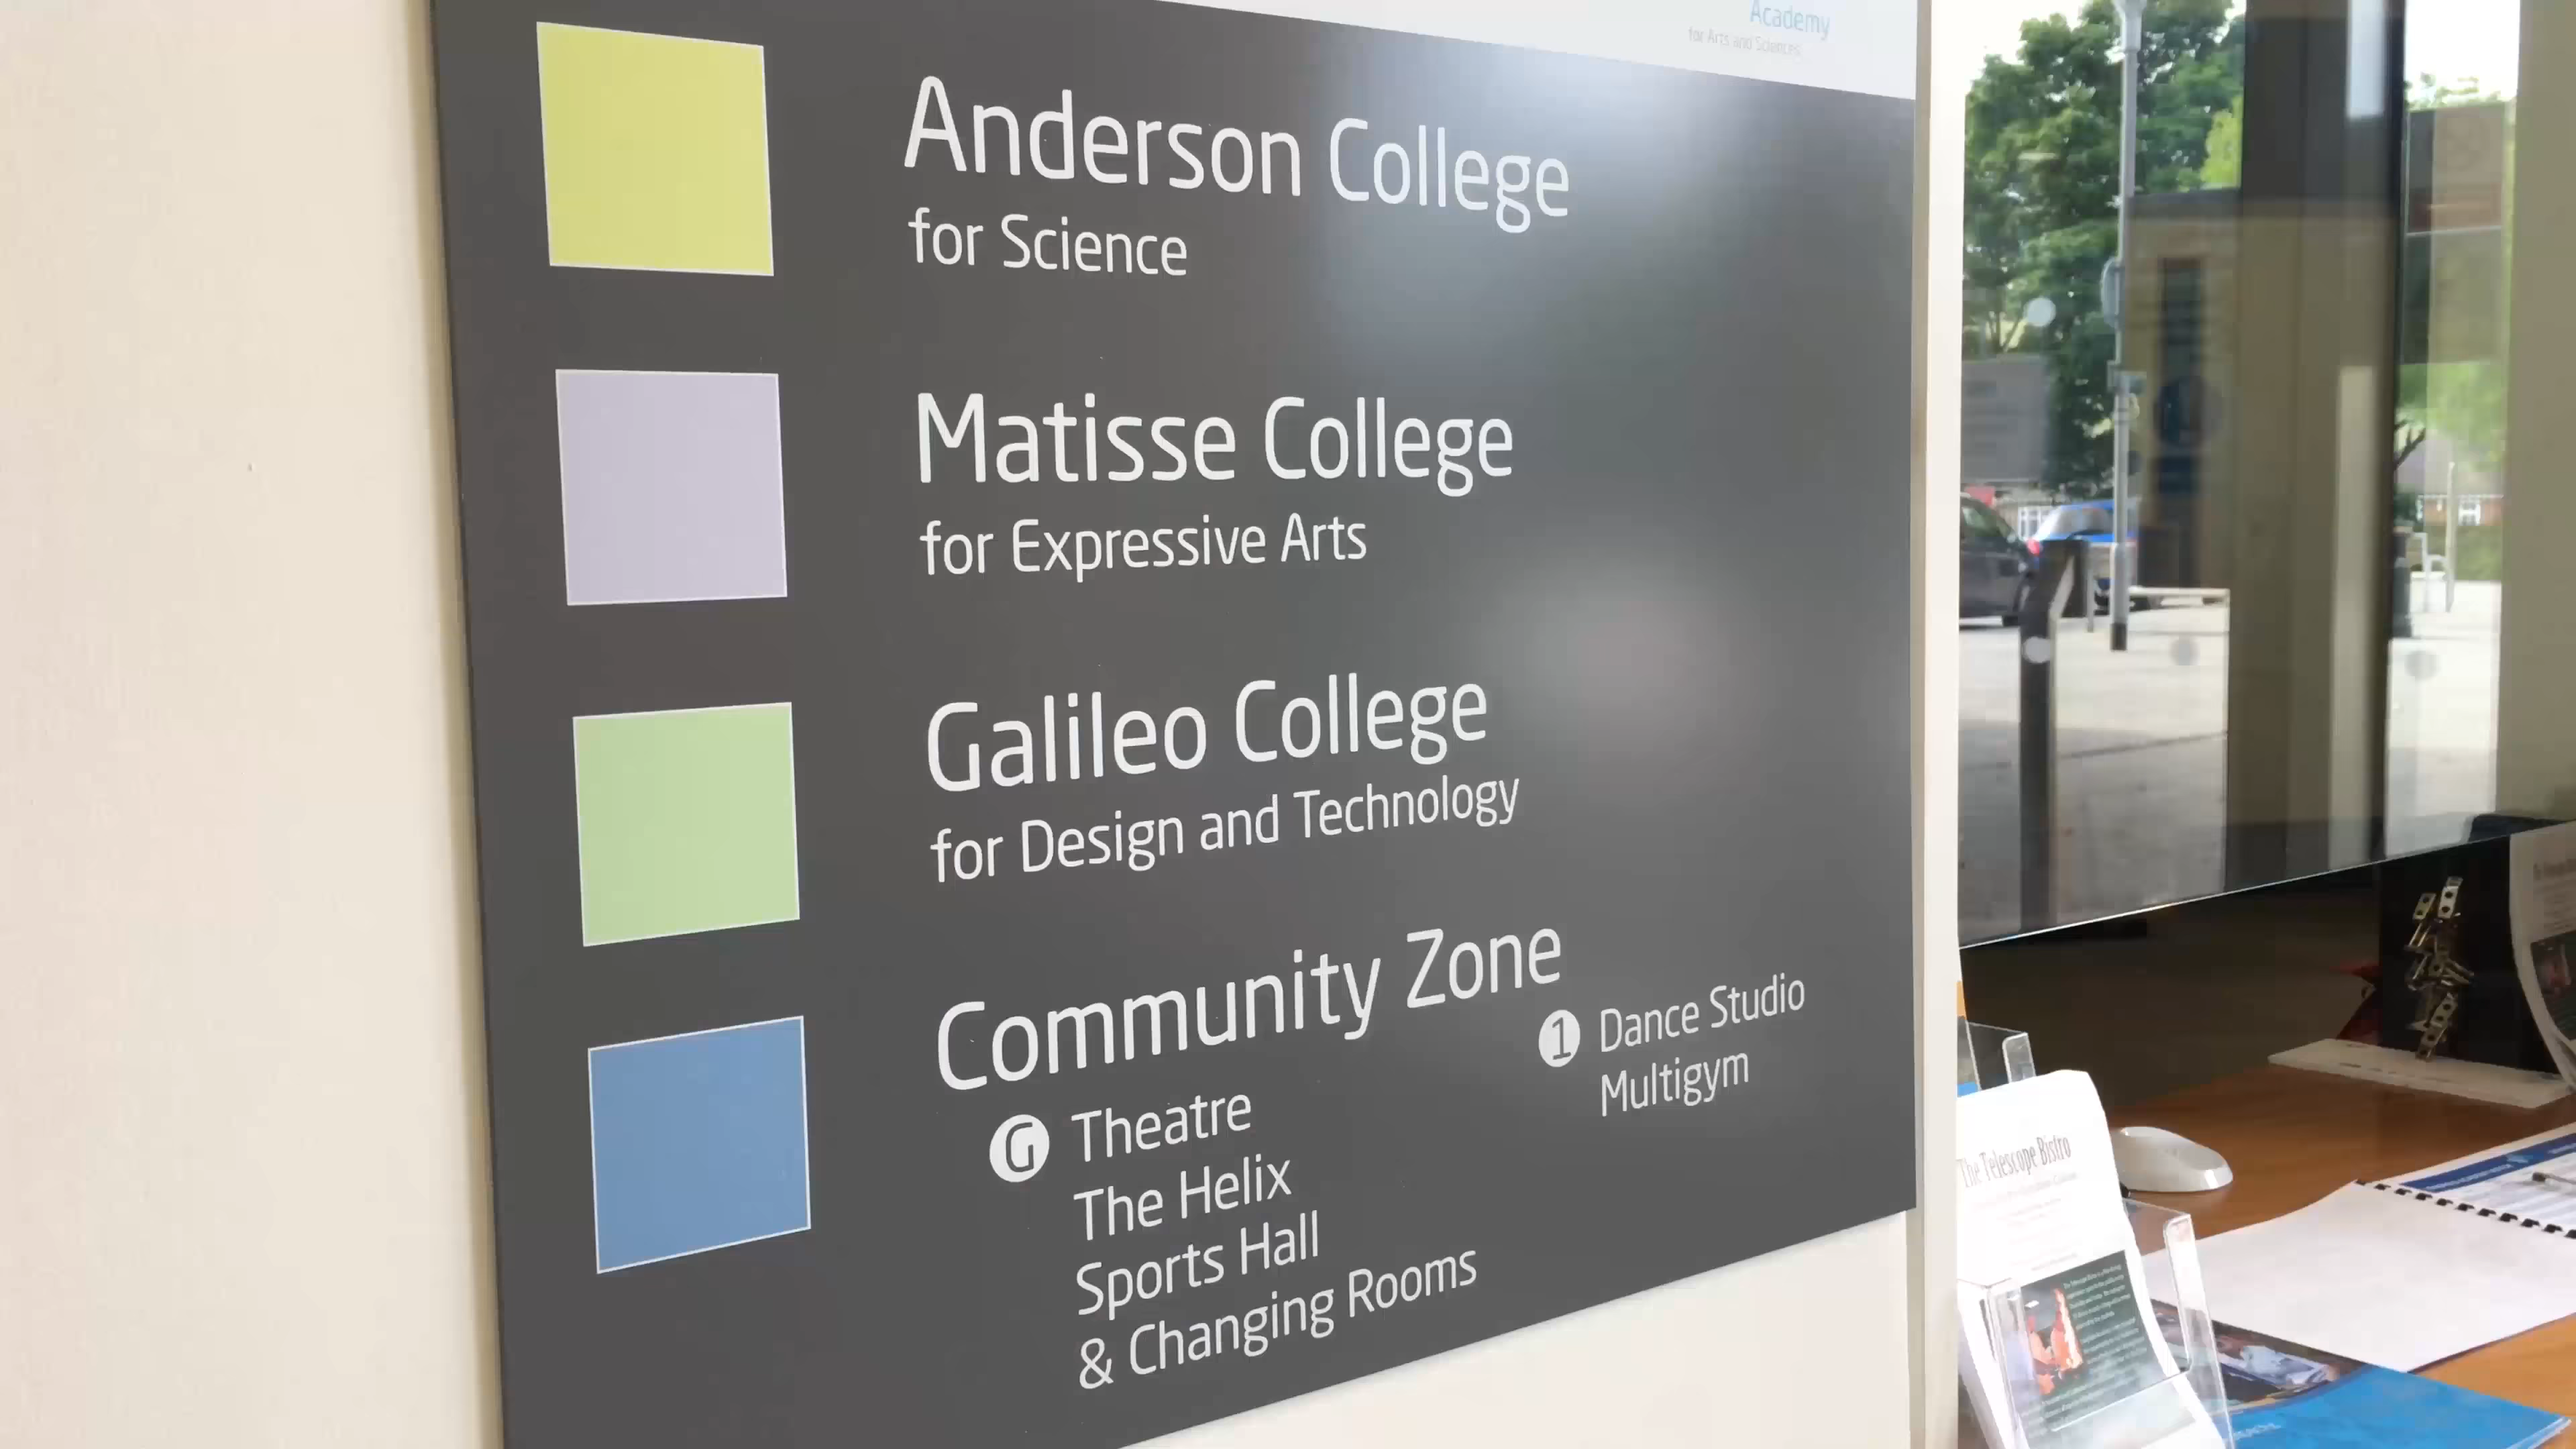 Academy
for Arts and Sciences
Anderson College
for Science
Matisse College
for Expressive Arts
Galileo College
for Design and Technology
Community Zone
G Theatre
The Helix
Sports Hall
& Changing Rooms
1 Dance Studio
Multigym
The Telescope Bistro